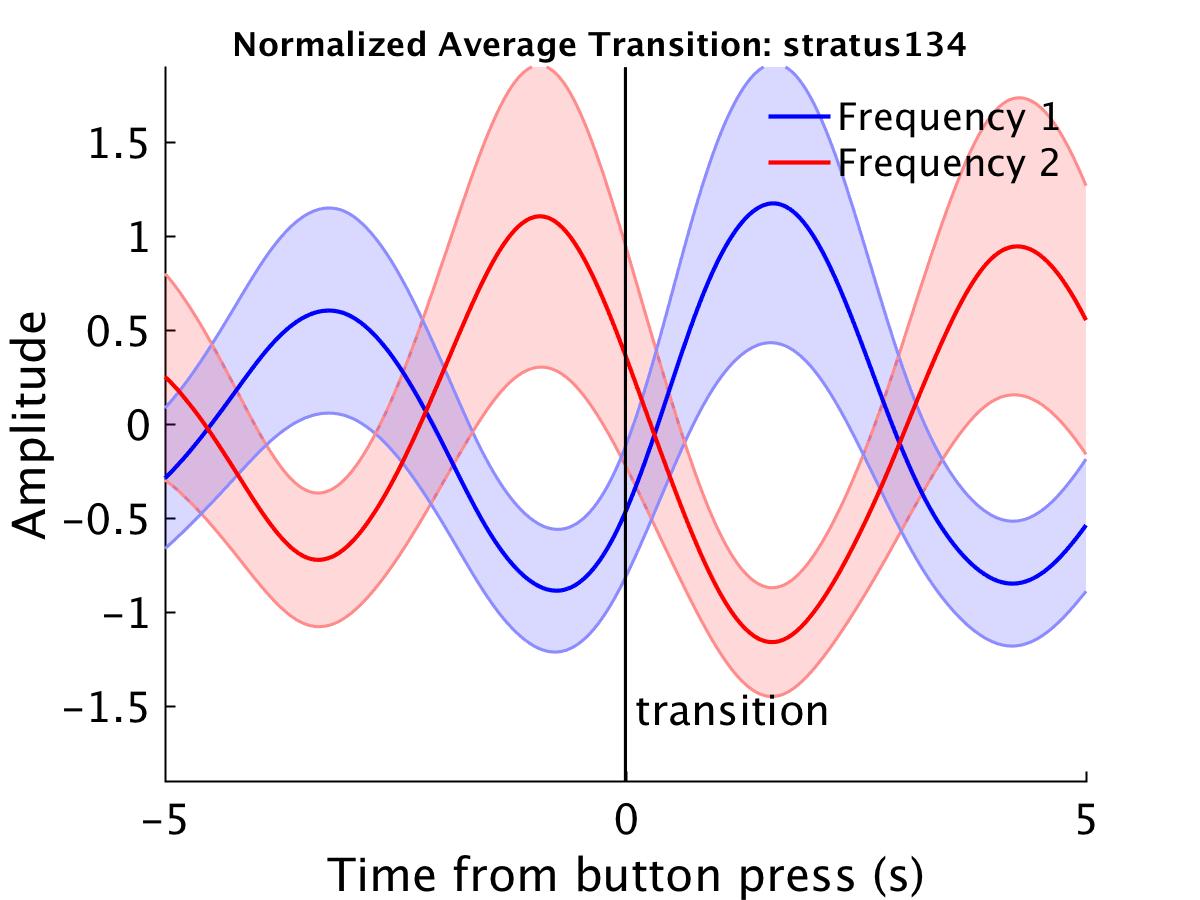 Normalized Average Transition: stratus134
Frequency 1
Frequency 2
1.5
1
0.5
0
−0.5
−1
−1.5
Amplitude
transition
−5
0
5
Time from button press (s)